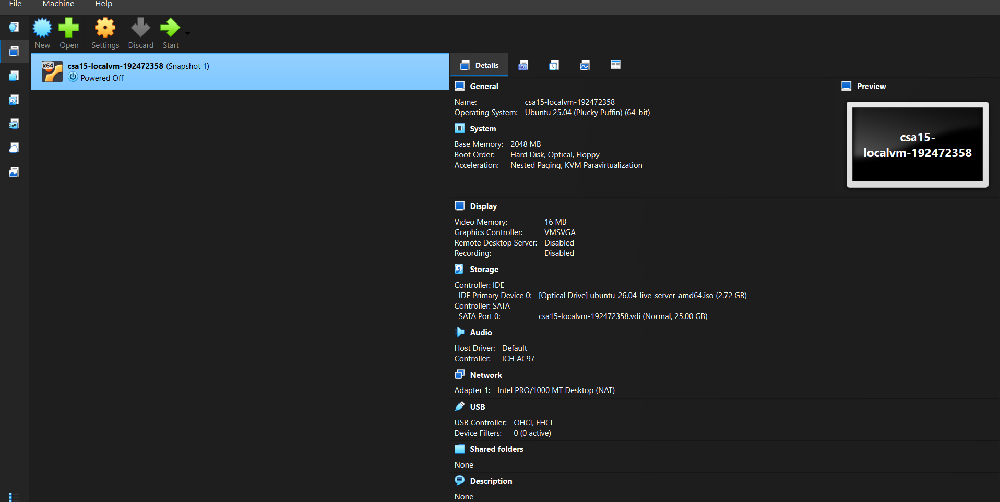 File Machine Help
New Open Settings Discard Start
x64
csa15-localvm-192472358 (Snapshot 1)
Powered Off
Details
General
Name: csa15-localvm-192472358
Operating System: Ubuntu 25.04 (Plucky Puffin) (64-bit)
Preview
csa15-
localvm-192472358
System
Base Memory: 2048 MB
Boot Order: Hard Disk, Optical, Floppy
Acceleration: Nested Paging, KVM Paravirtualization
Display
Video Memory: 16 MB
Graphics Controller: VMSVGA
Remote Desktop Server: Disabled
Recording: Disabled
Storage
Controller: IDE
IDE Primary Device 0: [Optical Drive] ubuntu-26.04-live-server-amd64.iso (2.72 GB)
Controller: SATA
SATA Port 0: csa15-localvm-192472358.vdi (Normal, 25.00 GB)
Audio
Host Driver: Default
Controller: ICH AC97
Network
Adapter 1: Intel PRO/1000 MT Desktop (NAT)
USB
USB Controller: OHCI, EHCI
Device Filters: 0 (0 active)
Shared folders
None
Description
None